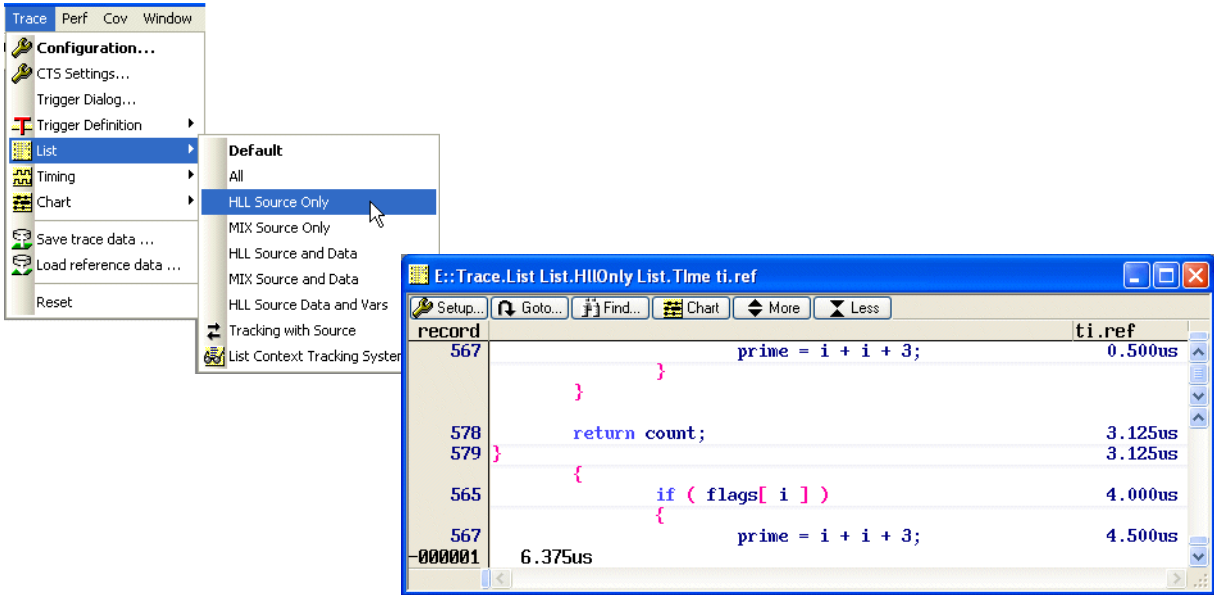 Trace Perf Cov Window
Configuration...
CTS Settings...
Trigger Dialog...
Trigger Definition
List
Timing
Chart
Save trace data ...
Load reference data ...
Reset
Default
All
HLL Source Only
MIX Source Only
HLL Source and Data
MIX Source and Data
HLL Source Data and Vars
Tracking with Source
List Context Tracking System
E::Trace.List List.HllOnly List.TIme ti.ref
Setup... Goto... Find... Chart More Less
record ti.ref
567 prime = i + i + 3; 0.500us
}
}
578 return count; 3.125us
579 } 3.125us
{
565 if ( flags[ i ] ) 4.000us
{
567 prime = i + i + 3; 4.500us
-000001 6.375us